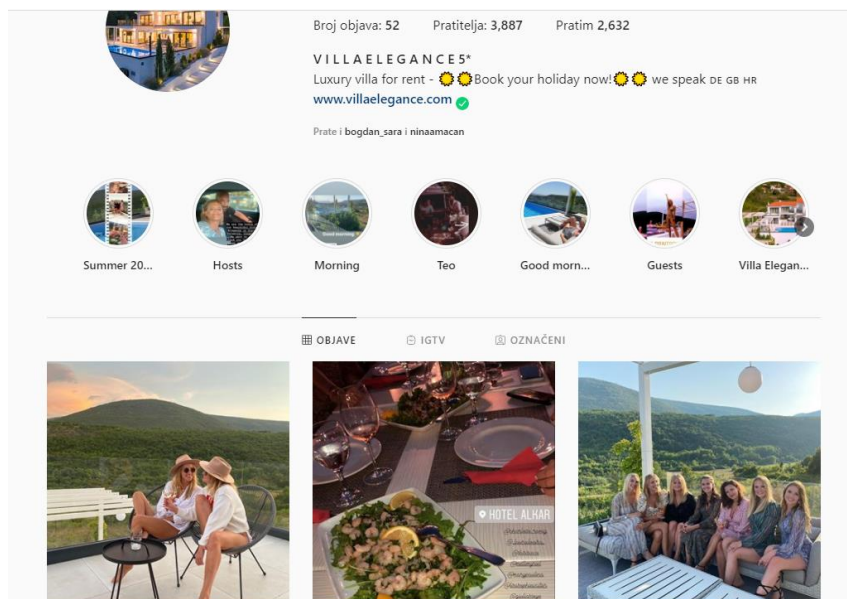 Broj objava: 52 Pratitelja: 3,887 Pratim 2,632
V I L L A E L E G A N C E 5*
Luxury villa for rent - Book your holiday now! we speak DE GB HR
www.villaelegance.com
Prate i bogdan_sara i ninaamacan
Summer 20... Hosts Morning Teo Good morn... Guests Villa Elegan...
OBJAVE IGTV OZNAČENI
HOTEL ALKAR